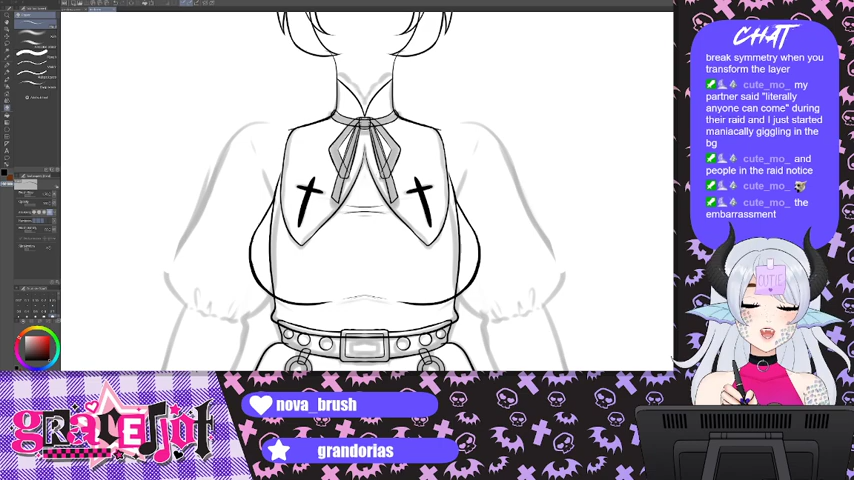 CHAT
break symmetry when you
transform the layer
cute_mo_ my
partner said "literally
anyone can come" during
their raid and I just started
maniacally giggling in the
bg
cute_mo_ and
people in the raid notice
cute_mo_
cute_mo_ the
embarrassment
CUTIE
GRACEJOT
nova_brush
grandorias